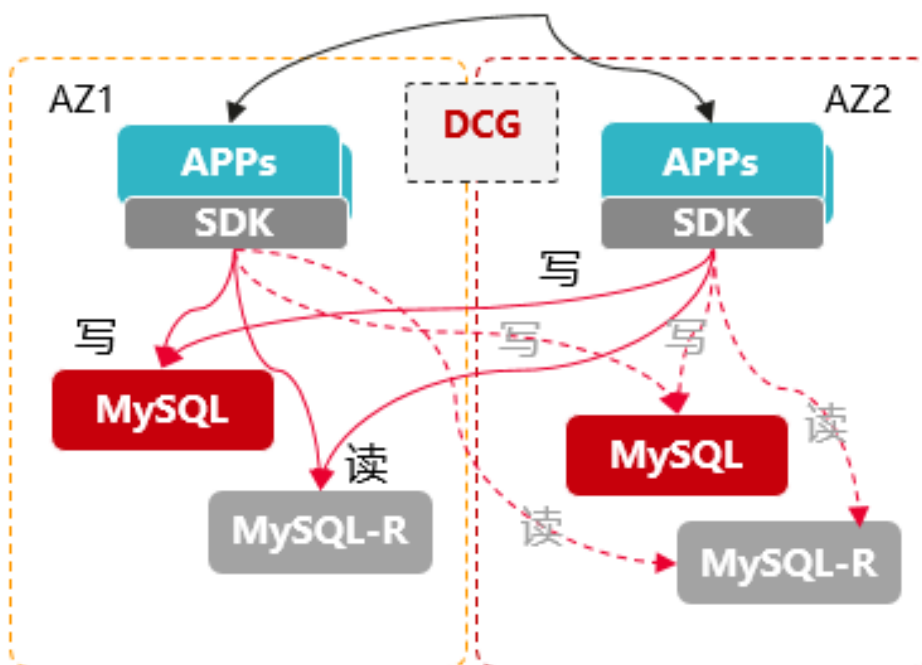 AZ1
DCG
AZ2
APPs
SDK
APPs
SDK
写
写
写
写
MySQL
MySQL
读
读
读
MySQL-R
MySQL-R